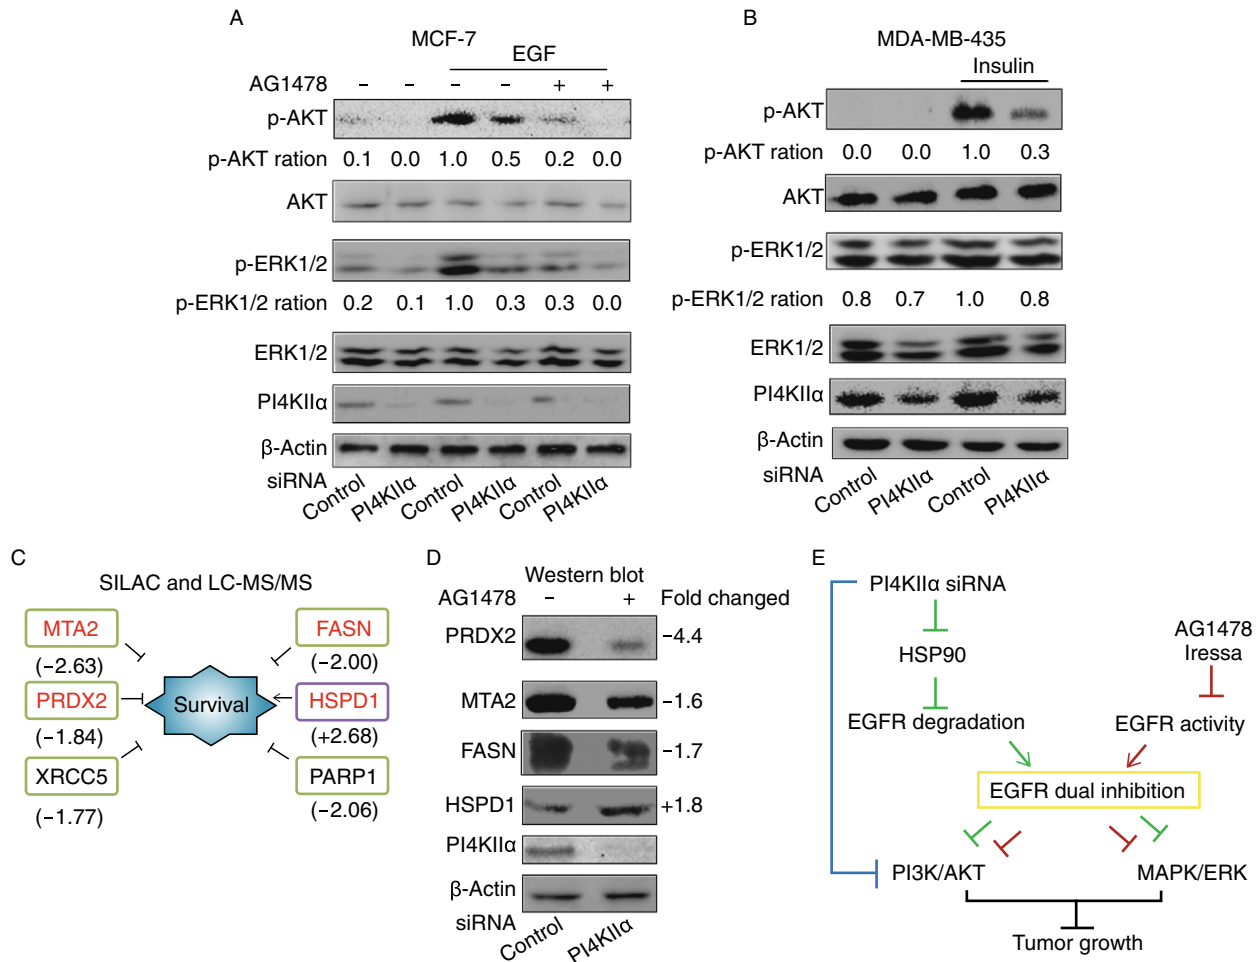 A
MCF-7
EGF
AG1478 − − − − + +
p-AKT
p-AKT ration 0.1 0.0 1.0 0.5 0.2 0.0
AKT
p-ERK1/2
p-ERK1/2 ration 0.2 0.1 1.0 0.3 0.3 0.0
ERK1/2
PI4KIIα
β-Actin
siRNA Control PI4KIIα Control PI4KIIα Control PI4KIIα
B
MDA-MB-435
Insulin
p-AKT
p-AKT ration 0.0 0.0 1.0 0.3
AKT
p-ERK1/2
p-ERK1/2 ration 0.8 0.7 1.0 0.8
ERK1/2
PI4KIIα
β-Actin
siRNA Control PI4KIIα Control PI4KIIα
C
SILAC and LC-MS/MS
MTA2 FASN
(−2.63) (−2.00)
PRDX2 Survival HSPD1
(−1.84) (+2.68)
XRCC5 PARP1
(−1.77) (−2.06)
D
Western blot
AG1478 − + Fold changed
PRDX2 −4.4
MTA2 −1.6
FASN −1.7
HSPD1 +1.8
PI4KIIα
β-Actin
siRNA Control PI4KIIα
E
PI4KIIα siRNA
HSP90
EGFR degradation
AG1478
Iressa
EGFR activity
EGFR dual inhibition
PI3K/AKT MAPK/ERK
Tumor growth